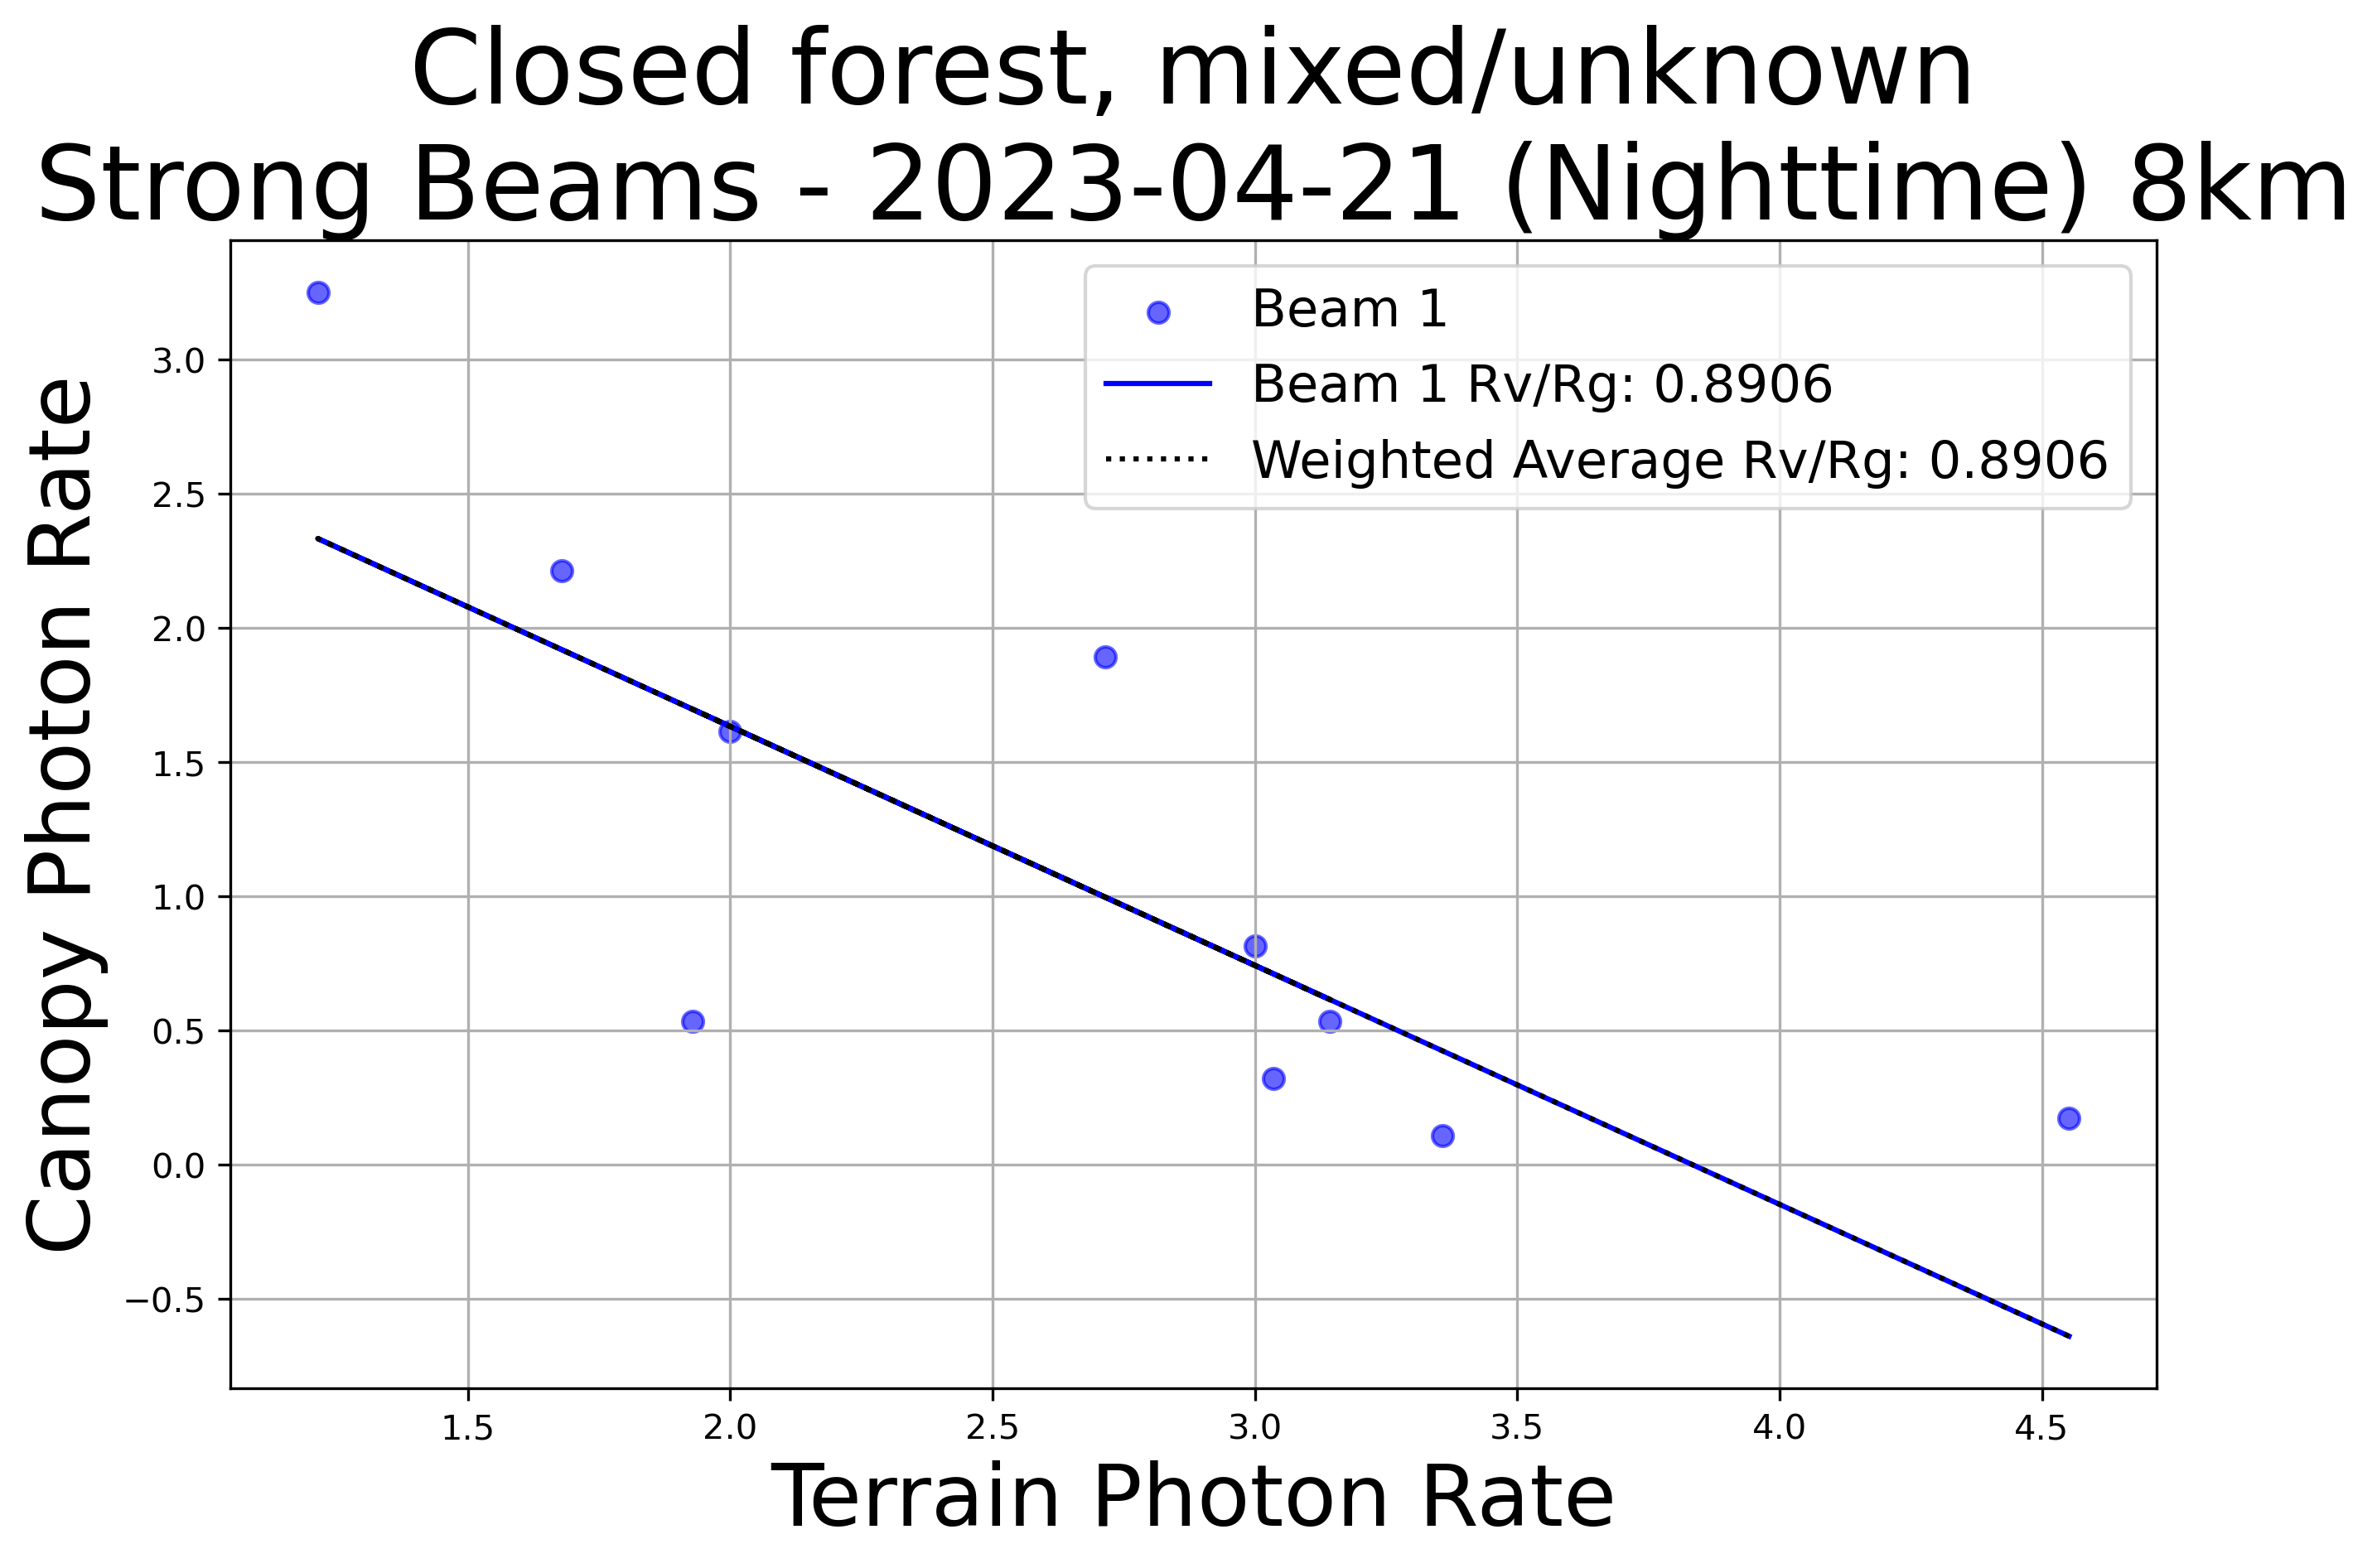 Closed forest, mixed/unknown
Strong Beams - 2023-04-21 (Nighttime) 8km
Beam 1
Beam 1 Rv/Rg: 0.8906
Weighted Average Rv/Rg: 0.8906
Canopy Photon Rate
3.0
2.5
2.0
1.5
1.0
0.5
0.0
−0.5
1.5 2.0 2.5 3.0 3.5 4.0 4.5
Terrain Photon Rate